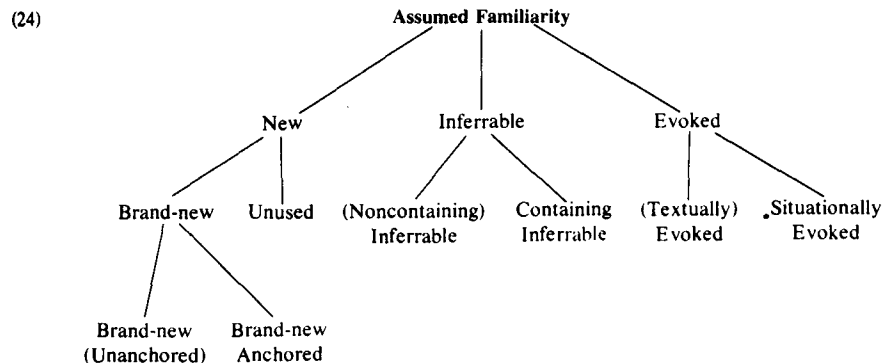 (24) Assumed Familiarity
New Inferrable Evoked
Brand-new Unused (Noncontaining) Containing (Textually) Situationally
Inferrable Inferrable Evoked Evoked
Brand-new Brand-new
(Unanchored) Anchored